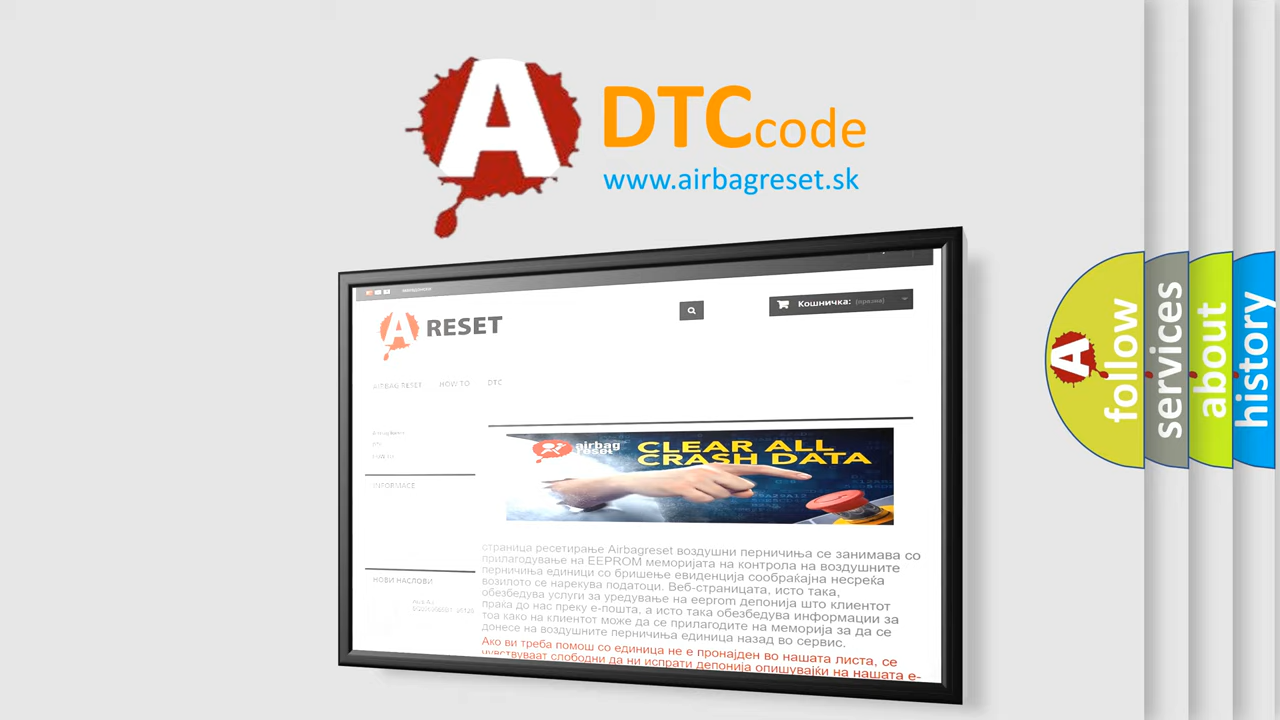 A
DTC code
www.airbagreset.sk
A RESET
Кошничка: (празна)
AIRBAG RESET HOW TO DTC
INFORMACE
airbag
reset
CLEAR ALL
CRASH DATA
страница ресетирање Airbagreset воздушни перничиња се занимава со
прилагодување на EEPROM меморијата на контрола на воздушните
перничиња единици со бришење евиденција сообраќајна несреќа
возилото се нарекува податоци. Веб-страницата, исто така,
обезбедува услуги за уредување на eeprom депонија што клиентот
праќа до нас преку е-пошта, а исто така обезбедува информации за
тоа како на клиентот може да се прилагодите на меморија за да се
донесе на воздушните перничиња единица назад во сервис.
Ако ви треба помош со единица не е пронајден во нашата листа, се
чувствуваат слободни да ни испрати депонија опишувајќи на нашата е-
НОВИ НАСЛОВИ
A
follow
services
about
history